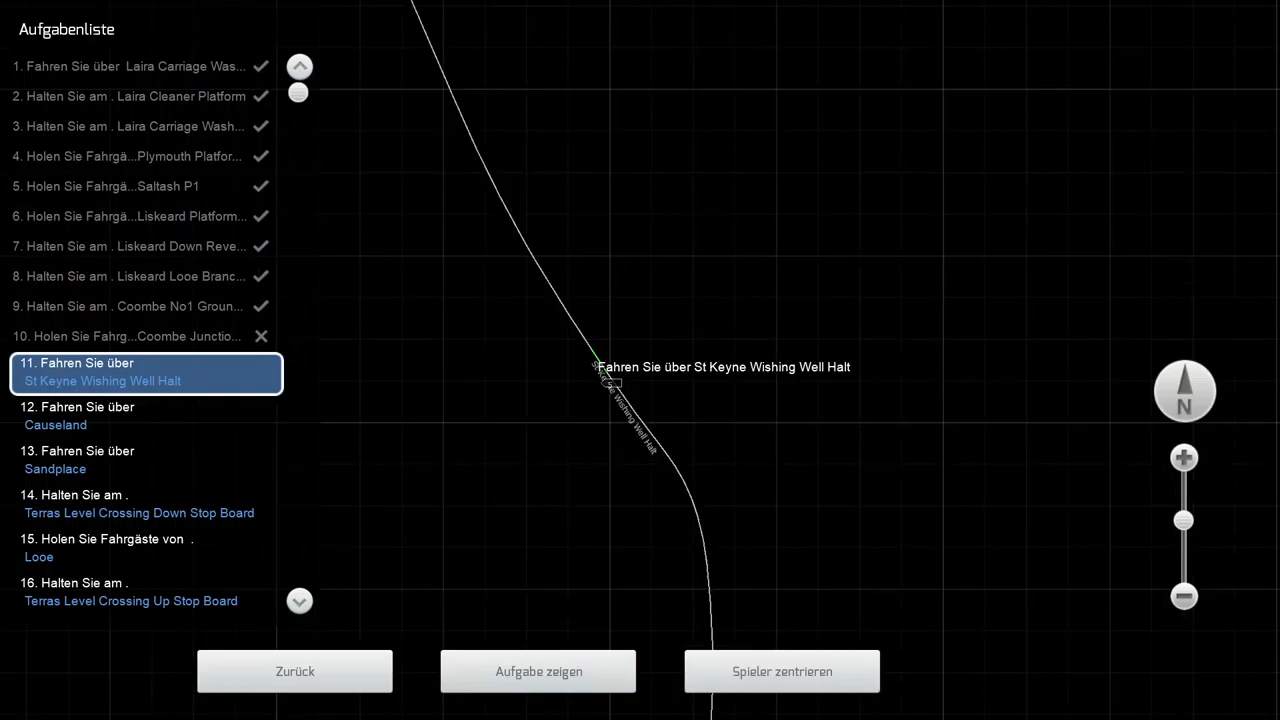 Aufgabenliste
1. Fahren Sie über Laira Carriage Was...
2. Halten Sie am . Laira Cleaner Platform
3. Halten Sie am . Laira Carriage Wash...
4. Holen Sie Fahrgä...Plymouth Platfor...
5. Holen Sie Fahrgä...Saltash P1
6. Holen Sie Fahrgä...Liskeard Platform...
7. Halten Sie am . Liskeard Down Reve...
8. Halten Sie am . Liskeard Looe Branc...
9. Halten Sie am . Coombe No1 Groun...
10. Holen Sie Fahrg...Coombe Junctio...
11. Fahren Sie über
St Keyne Wishing Well Halt
12. Fahren Sie über
Causeland
13. Fahren Sie über
Sandplace
14. Halten Sie am .
Terras Level Crossing Down Stop Board
15. Holen Sie Fahrgäste von .
Looe
16. Halten Sie am .
Terras Level Crossing Up Stop Board
Fahren Sie über St Keyne Wishing Well Halt
St Keyne Wishing Well Halt
N
Zurück
Aufgabe zeigen
Spieler zentrieren